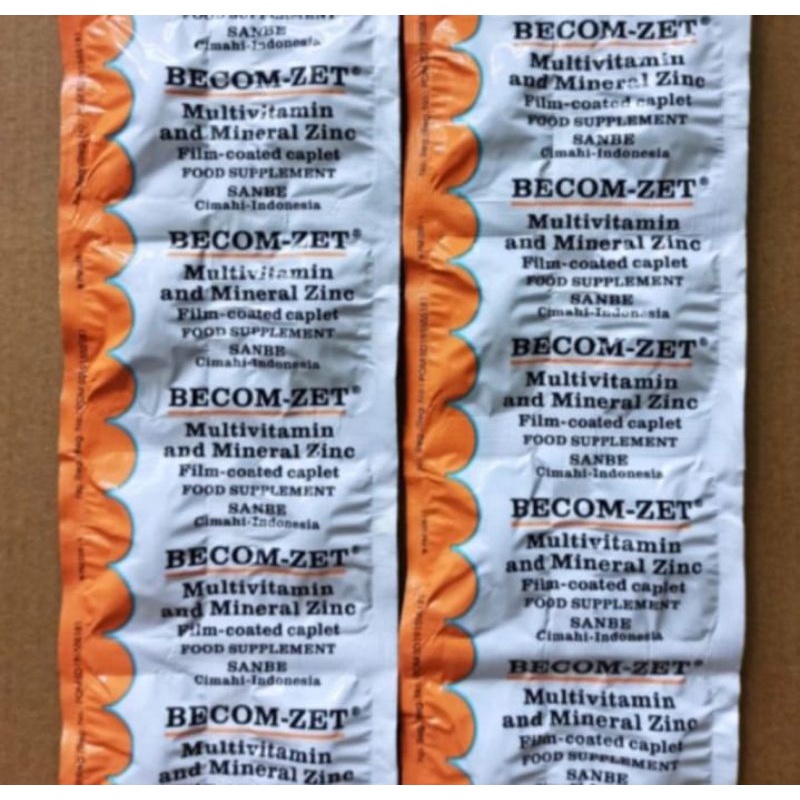 FOOD SUPPLEMENT
SANBE
Cimahi-Indonesia
BECOM-ZET®
Multivitamin
and Mineral Zinc
Film-coated caplet
FOOD SUPPLEMENT
SANBE
Cimahi-Indonesia
BECOM-ZET®
Multivitamin
and Mineral Zinc
Film-coated caplet
FOOD SUPPLEMENT
SANBE
Cimahi-Indonesia
BECOM-ZET®
Multivitamin
and Mineral Zinc
Film-coated caplet
FOOD SUPPLEMENT
SANBE
Cimahi-Indonesia
BECOM-ZET®
Multivitamin
and Mineral Zinc
Film-coated caplet
FOOD SUPPLEMENT
SANBE
Cimahi-Indonesia
BECOM-ZET®
Multivitamin
and Mineral Zinc
BECOM-ZET®
Multivitamin
and Mineral Zinc
Film-coated caplet
FOOD SUPPLEMENT
SANBE
Cimahi-Indonesia
BECOM-ZET®
Multivitamin
and Mineral Zinc
Film-coated caplet
FOOD SUPPLEMENT
SANBE
Cimahi-Indonesia
BECOM-ZET®
Multivitamin
and Mineral Zinc
Film-coated caplet
FOOD SUPPLEMENT
SANBE
Cimahi-Indonesia
BECOM-ZET®
Multivitamin
and Mineral Zinc
Film-coated caplet
FOOD SUPPLEMENT
SANBE
Cimahi-Indonesia
BECOM-ZET®
Multivitamin
and Mineral Zinc
Film-coated caplet
FOOD SUPPLEMENT
SANBE